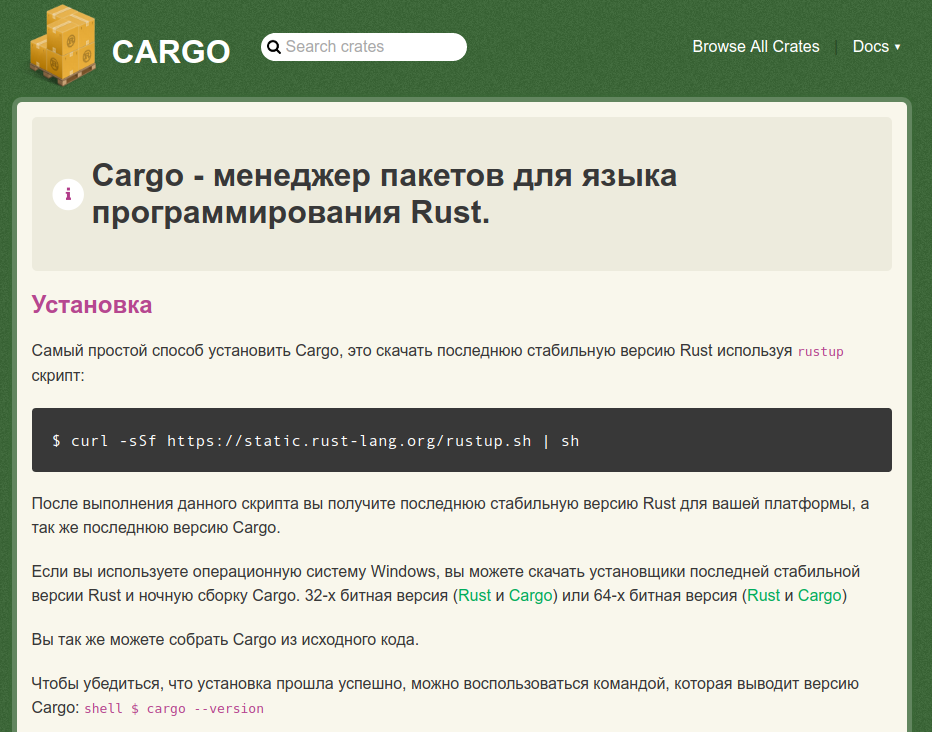 CARGO
Search crates
Browse All Crates
Docs ▾
i
Cargo - менеджер пакетов для языка
программирования Rust.
Установка
Самый простой способ установить Cargo, это скачать последнюю стабильную версию Rust используя rustup
скрипт:
$ curl -sSf https://static.rust-lang.org/rustup.sh | sh
После выполнения данного скрипта вы получите последнюю стабильную версию Rust для вашей платформы, а
так же последнюю версию Cargo.
Если вы используете операционную систему Windows, вы можете скачать установщики последней стабильной
версии Rust и ночную сборку Cargo. 32-х битная версия (Rust и Cargo) или 64-х битная версия (Rust и Cargo)
Вы так же можете собрать Cargo из исходного кода.
Чтобы убедиться, что установка прошла успешно, можно воспользоваться командой, которая выводит версию
Cargo: shell $ cargo --version